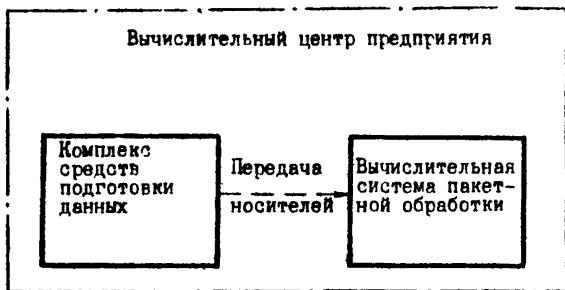 Вычислительный центр предприятия
Комплекс
средств
подготовки
данных
Передача
носителей
Вычислительная
система пакет-
ной обработки